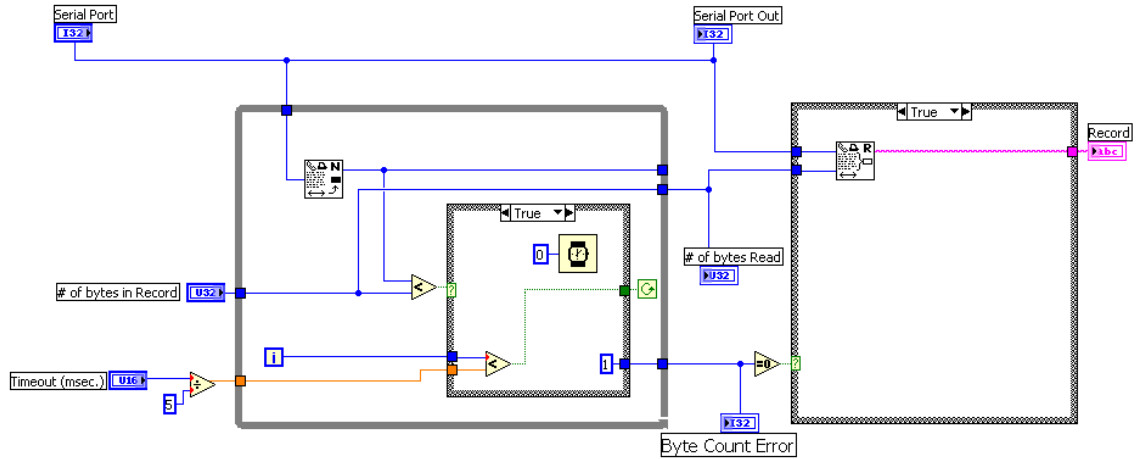 Serial Port
I32
Serial Port Out
I32
True
Record
abc
N
R
True
0
# of bytes Read
U32
# of bytes in Record
U32
<
?
i
<
1
=0
?
Timeout (msec.)
U16
÷
5
I32
Byte Count Error